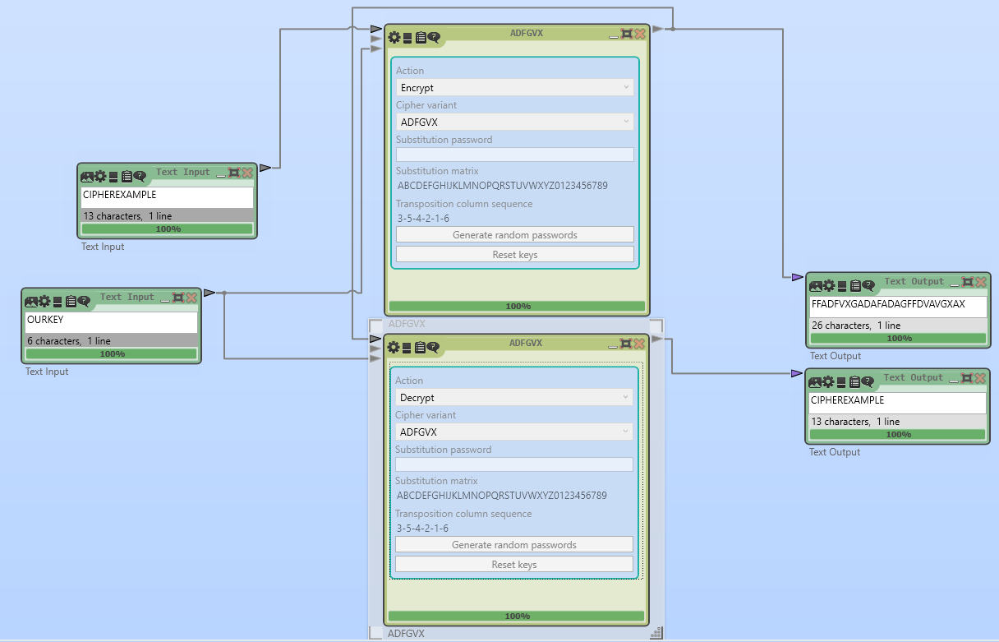 ADFGVX
Action
Encrypt
Cipher variant
ADFGVX
Substitution password
Substitution matrix
ABCDEFGHIJKLMNOPQRSTUVWXYZ0123456789
Transposition column sequence
3-5-4-2-1-6
Generate random passwords
Reset keys
100%
Text Input
CIPHEREXAMPLE
13 characters, 1 line
100%
Text Input
Text Input
OURKEY
6 characters, 1 line
100%
Text Input
ADFGVX
ADFGVX
Action
Decrypt
Cipher variant
ADFGVX
Substitution password
Substitution matrix
ABCDEFGHIJKLMNOPQRSTUVWXYZ0123456789
Transposition column sequence
3-5-4-2-1-6
Generate random passwords
Reset keys
100%
ADFGVX
Text Output
FFADFVXGADAFADAGFFDVAVGXAX
26 characters, 1 line
100%
Text Output
Text Output
CIPHEREXAMPLE
13 characters, 1 line
100%
Text Output